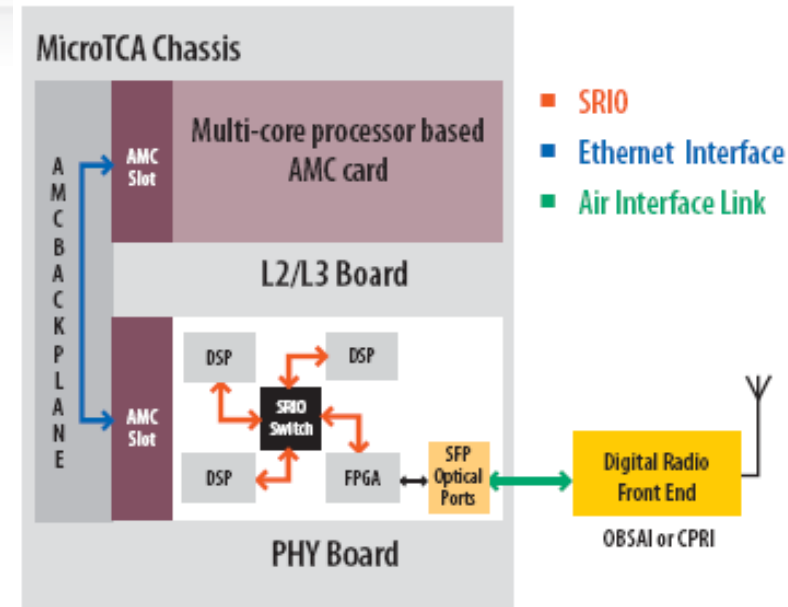 MicroTCA Chassis
AMC BACKPLANE
AMC
Slot
Multi-core processor based
AMC card
L2/L3 Board
AMC
Slot
DSP
DSP
SRIO
Switch
DSP
FPGA
SFP
Optical
Ports
PHY Board
SRIO
Ethernet Interface
Air Interface Link
Digital Radio
Front End
OBSAI or CPRI